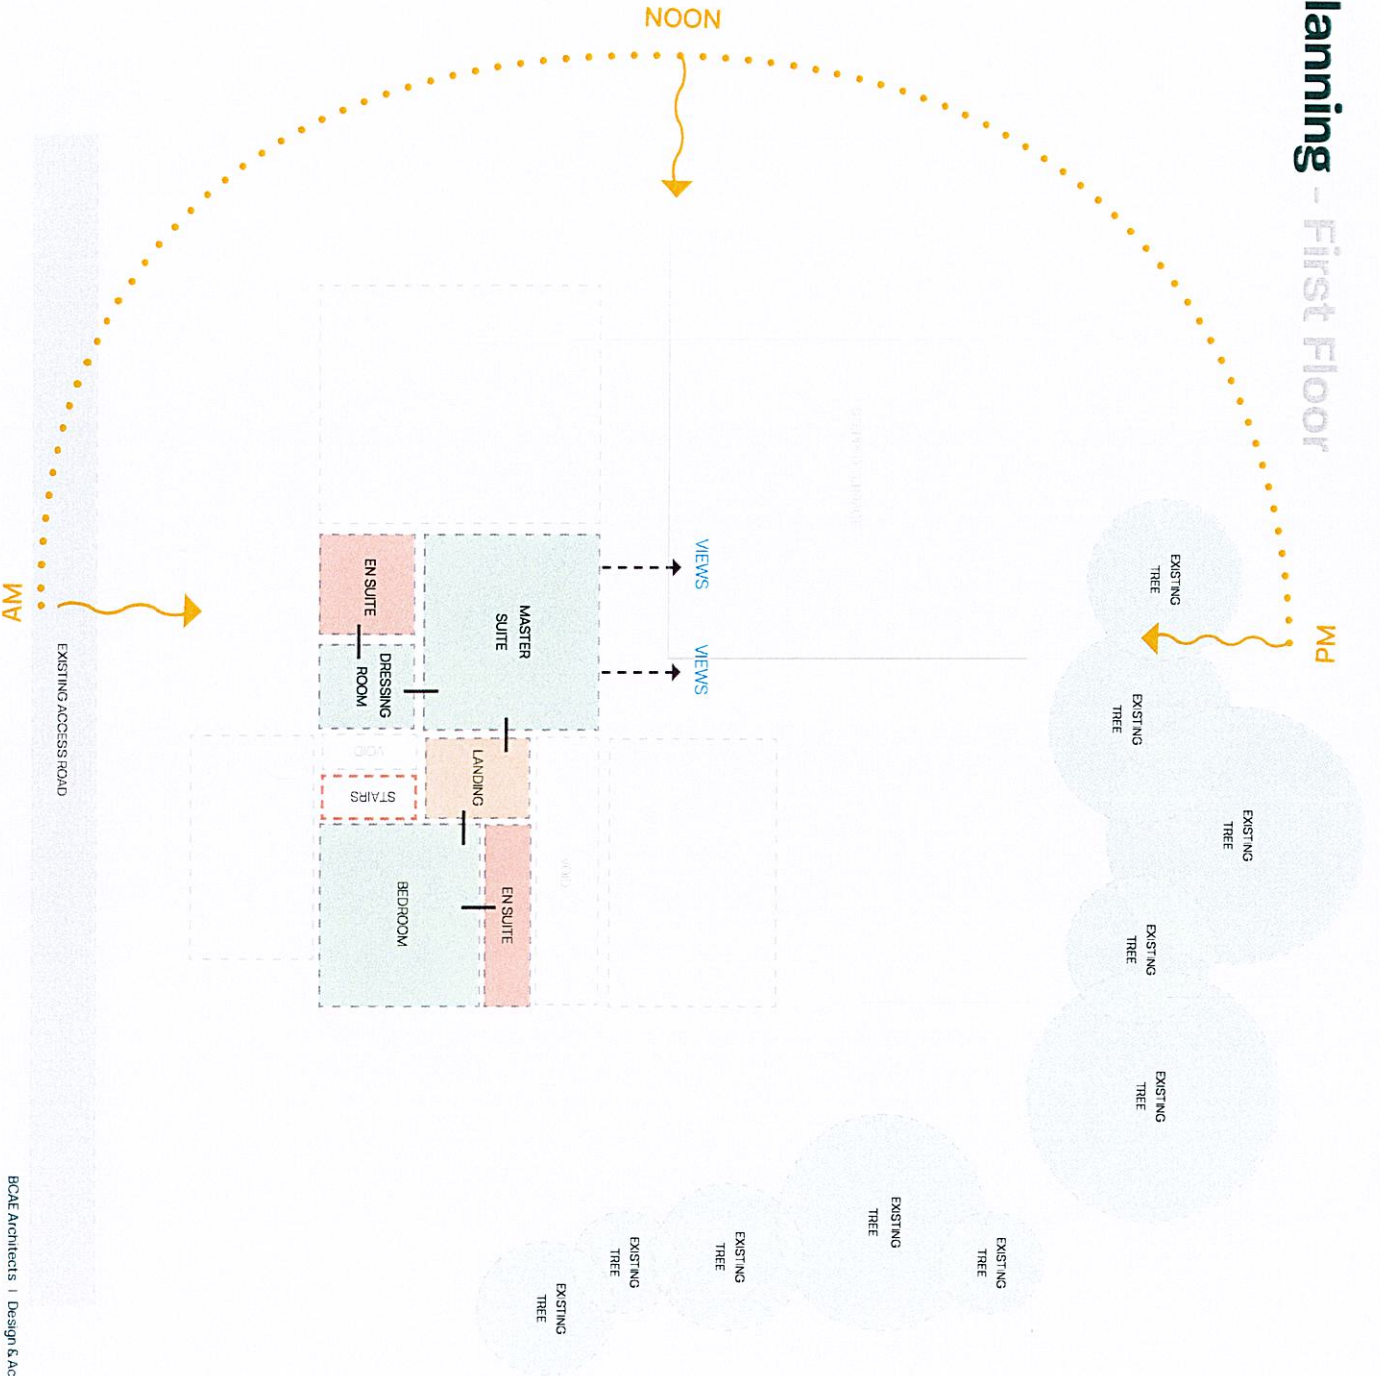 lanning - First Floor
NOON
AM
PM
EXISTING ACCESS ROAD
EN SUITE
DRESSING
ROOM
MASTER
SUITE
VIEWS
VIEWS
VOID
STAIRS
LANDING
BEDROOM
EN SUITE
VOID
EXISTING
TREE
EXISTING
TREE
EXISTING
TREE
EXISTING
TREE
EXISTING
TREE
EXISTING
TREE
EXISTING
TREE
EXISTING
TREE
EXISTING
TREE
EXISTING
TREE
BCAE Architects | Design & Ac